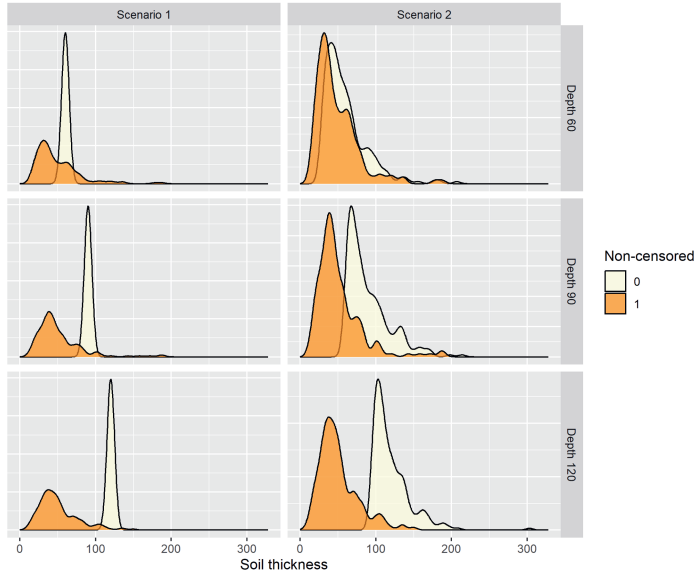 Scenario 1
Scenario 2
Depth 60
Depth 90
Depth 120
Non-censored
0
1
0 100 200 300
0 100 200 300
Soil thickness